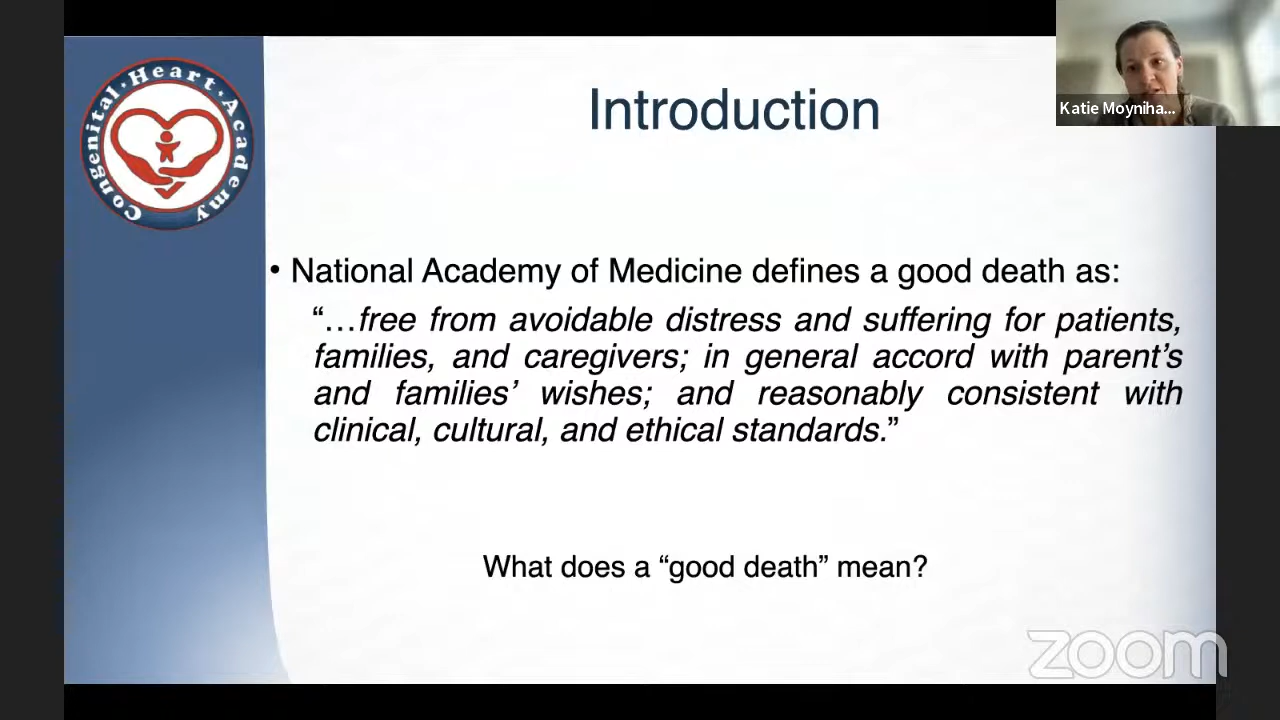 Congenital · Heart · Academy
Introduction
Katie Moyniha...
• National Academy of Medicine defines a good death as:
“…free from avoidable distress and suffering for patients,
families, and caregivers; in general accord with parent’s
and families’ wishes; and reasonably consistent with
clinical, cultural, and ethical standards.”
What does a “good death” mean?
zoom